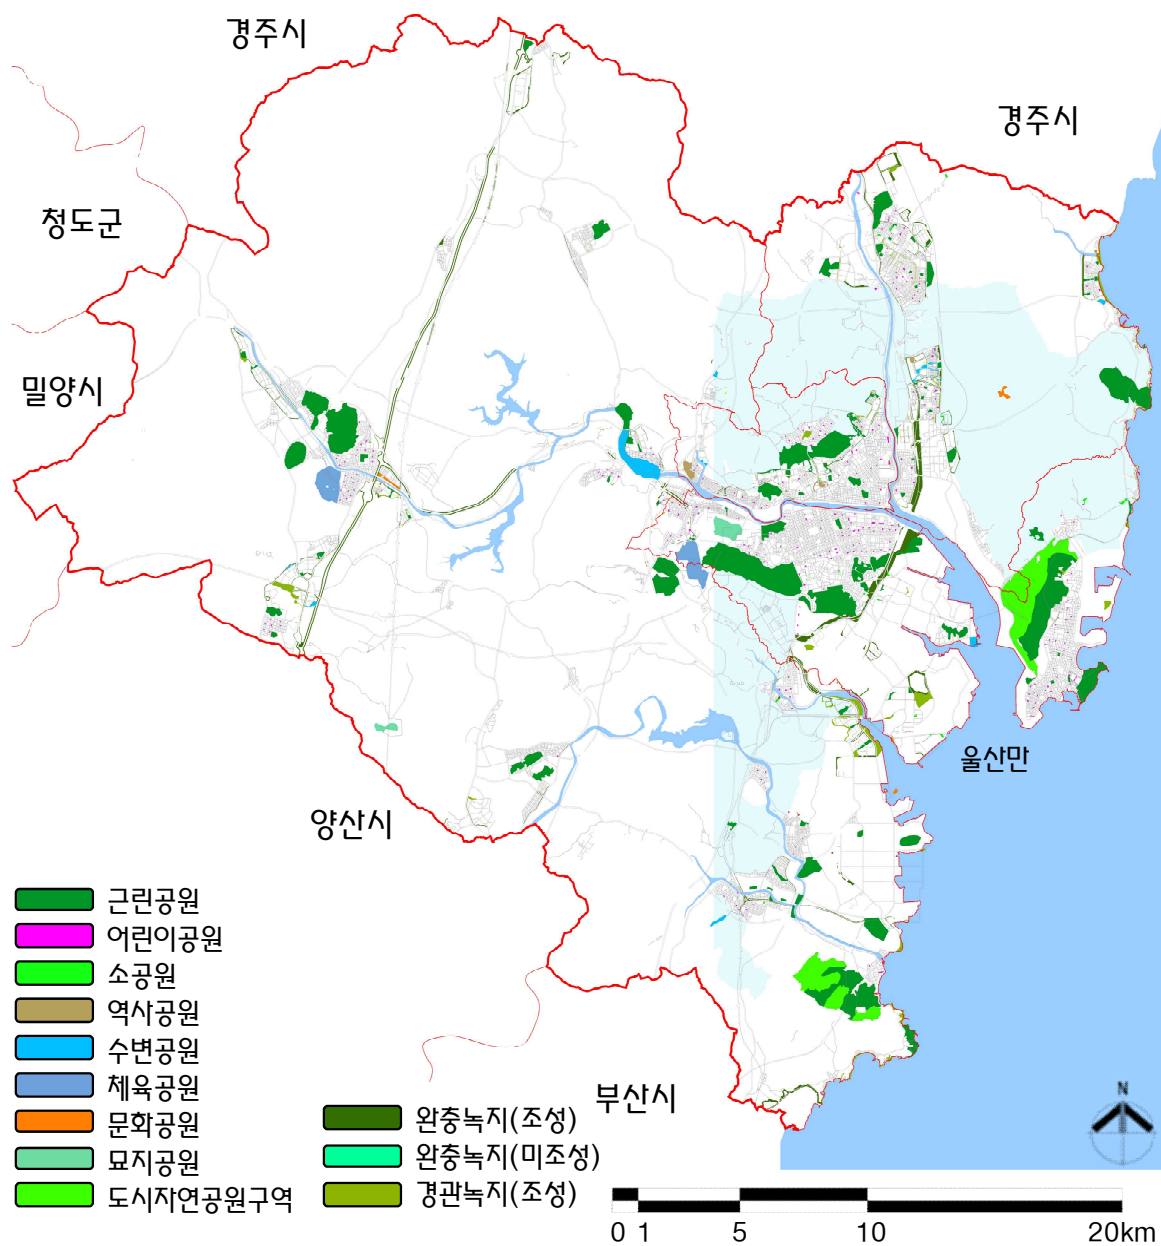 경주시
경주시
청도군
밀양시
울산만
양산시
부산시
근린공원
어린이공원
소공원
역사공원
수변공원
체육공원
문화공원
묘지공원
도시자연공원구역
완충녹지(조성)
완충녹지(미조성)
경관녹지(조성)
N
0 1 5 10 20km